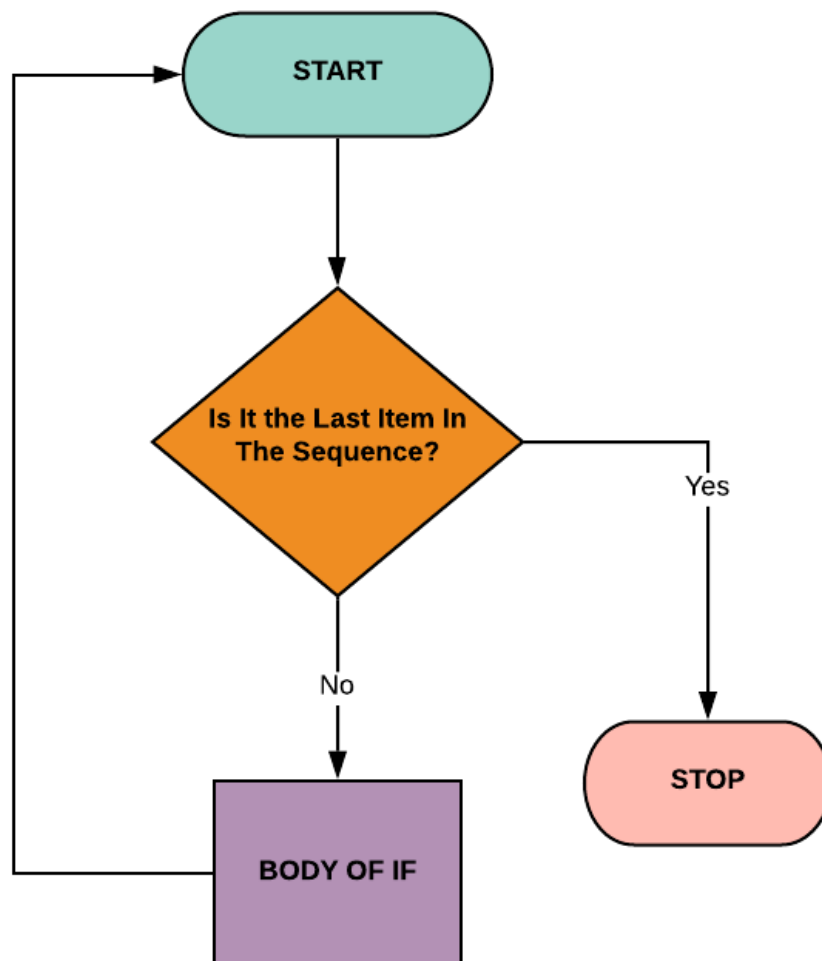 START
Is It the Last Item In
The Sequence?
Yes
No
STOP
BODY OF IF